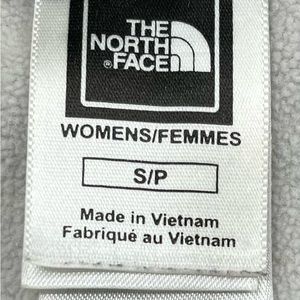 THE
NORTH
FACE
®
WOMENS/FEMMES
S/P
Made in Vietnam
Fabriqué au Vietnam